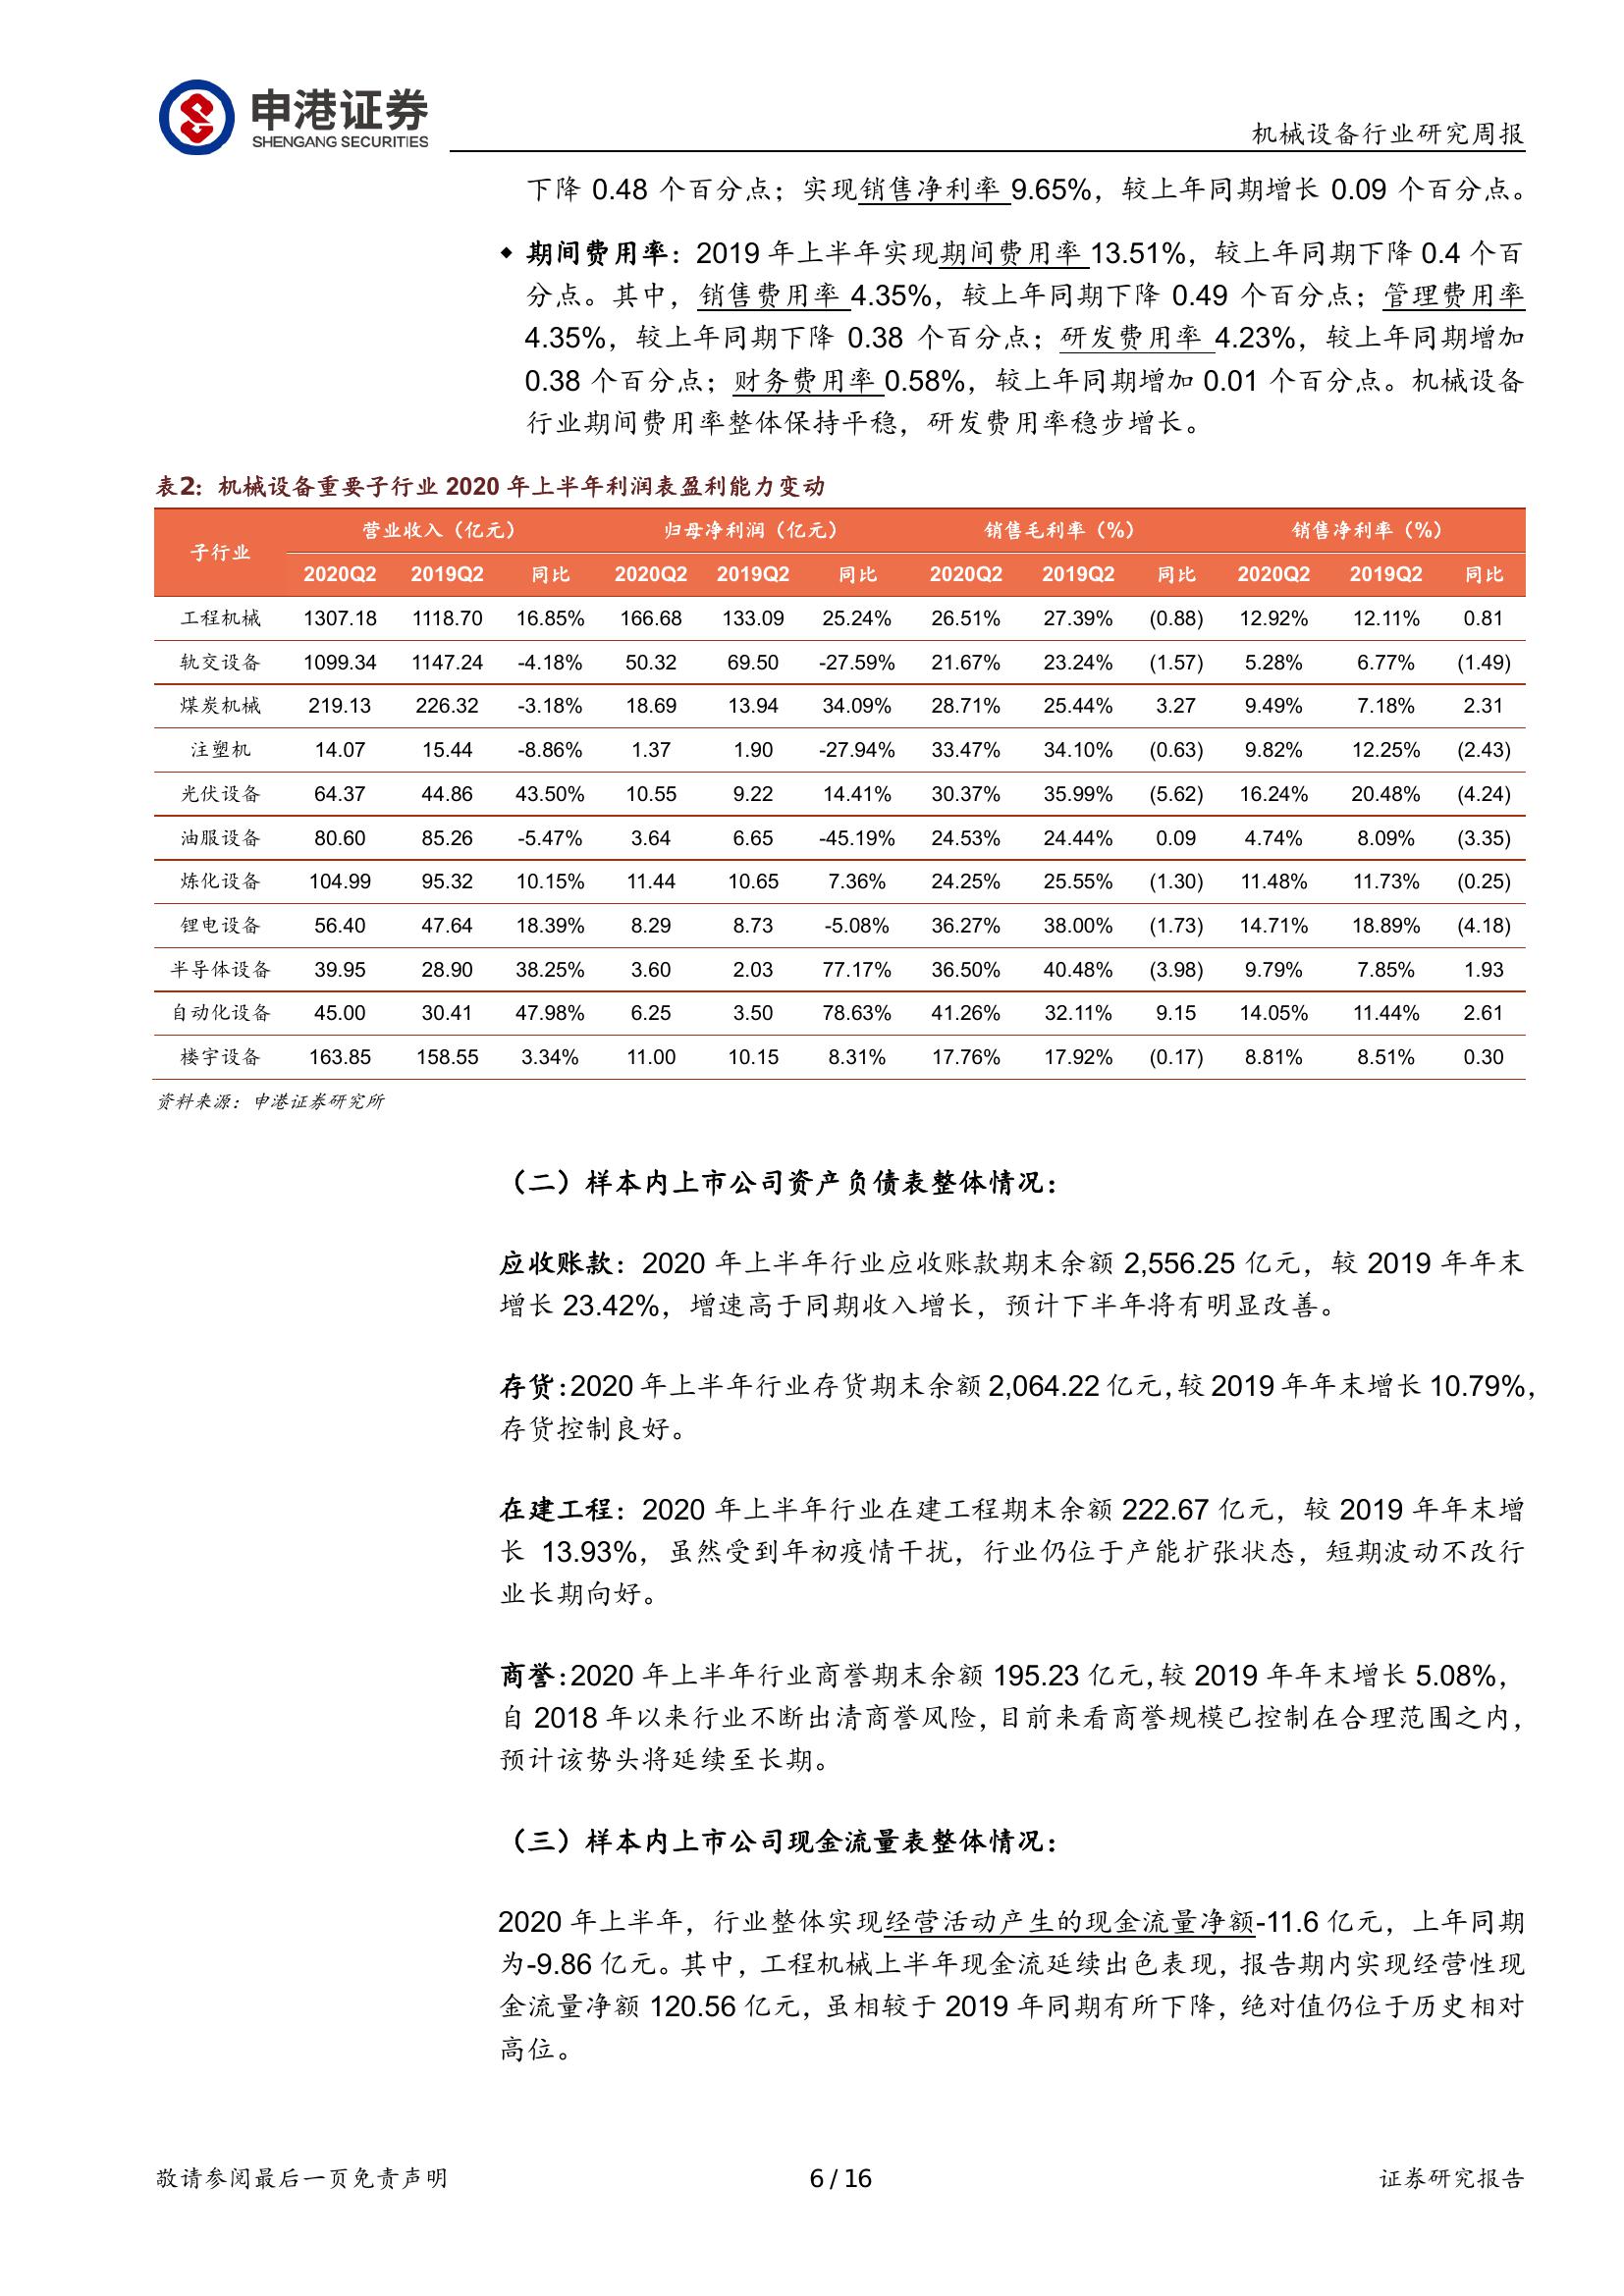 申港证券
SHENGANG SECURITIES
机械设备行业研究周报
下降 0.48 个百分点；实现销售净利率 9.65%，较上年同期增长 0.09 个百分点。
◆ 期间费用率：2019 年上半年实现期间费用率 13.51%，较上年同期下降 0.4 个百
分点。其中，销售费用率 4.35%，较上年同期下降 0.49 个百分点；管理费用率
4.35%，较上年同期下降 0.38 个百分点；研发费用率 4.23%，较上年同期增加
0.38 个百分点；财务费用率 0.58%，较上年同期增加 0.01 个百分点。机械设备
行业期间费用率整体保持平稳，研发费用率稳步增长。
表2：机械设备重要子行业 2020 年上半年利润表盈利能力变动
子行业 营业收入（亿元） 归母净利润（亿元） 销售毛利率（%） 销售净利率（%）
2020Q2 2019Q2 同比 2020Q2 2019Q2 同比 2020Q2 2019Q2 同比 2020Q2 2019Q2 同比
工程机械 1307.18 1118.70 16.85% 166.68 133.09 25.24% 26.51% 27.39% (0.88) 12.92% 12.11% 0.81
轨交设备 1099.34 1147.24 -4.18% 50.32 69.50 -27.59% 21.67% 23.24% (1.57) 5.28% 6.77% (1.49)
煤炭机械 219.13 226.32 -3.18% 18.69 13.94 34.09% 28.71% 25.44% 3.27 9.49% 7.18% 2.31
注塑机 14.07 15.44 -8.86% 1.37 1.90 -27.94% 33.47% 34.10% (0.63) 9.82% 12.25% (2.43)
光伏设备 64.37 44.86 43.50% 10.55 9.22 14.41% 30.37% 35.99% (5.62) 16.24% 20.48% (4.24)
油服设备 80.60 85.26 -5.47% 3.64 6.65 -45.19% 24.53% 24.44% 0.09 4.74% 8.09% (3.35)
炼化设备 104.99 95.32 10.15% 11.44 10.65 7.36% 24.25% 25.55% (1.30) 11.48% 11.73% (0.25)
锂电设备 56.40 47.64 18.39% 8.29 8.73 -5.08% 36.27% 38.00% (1.73) 14.71% 18.89% (4.18)
半导体设备 39.95 28.90 38.25% 3.60 2.03 77.17% 36.50% 40.48% (3.98) 9.79% 7.85% 1.93
自动化设备 45.00 30.41 47.98% 6.25 3.50 78.63% 41.26% 32.11% 9.15 14.05% 11.44% 2.61
楼宇设备 163.85 158.55 3.34% 11.00 10.15 8.31% 17.76% 17.92% (0.17) 8.81% 8.51% 0.30
资料来源：申港证券研究所
（二）样本内上市公司资产负债表整体情况：
应收账款：2020 年上半年行业应收账款期末余额 2,556.25 亿元，较 2019 年年末
增长 23.42%，增速高于同期收入增长，预计下半年将有明显改善。
存货：2020 年上半年行业存货期末余额 2,064.22 亿元，较 2019 年年末增长 10.79%，
存货控制良好。
在建工程：2020 年上半年行业在建工程期末余额 222.67 亿元，较 2019 年年末增
长 13.93%，虽然受到年初疫情干扰，行业仍位于产能扩张状态，短期波动不改行
业长期向好。
商誉：2020 年上半年行业商誉期末余额 195.23 亿元，较 2019 年年末增长 5.08%，
自 2018 年以来行业不断出清商誉风险，目前来看商誉规模已控制在合理范围之内，
预计该势头将延续至长期。
（三）样本内上市公司现金流量表整体情况：
2020 年上半年，行业整体实现经营活动产生的现金流量净额-11.6 亿元，上年同期
为-9.86 亿元。其中，工程机械上半年现金流延续出色表现，报告期内实现经营性现
金流量净额 120.56 亿元，虽相较于 2019 年同期有所下降，绝对值仍位于历史相对
高位。
敬请参阅最后一页免责声明 6 / 16 证券研究报告